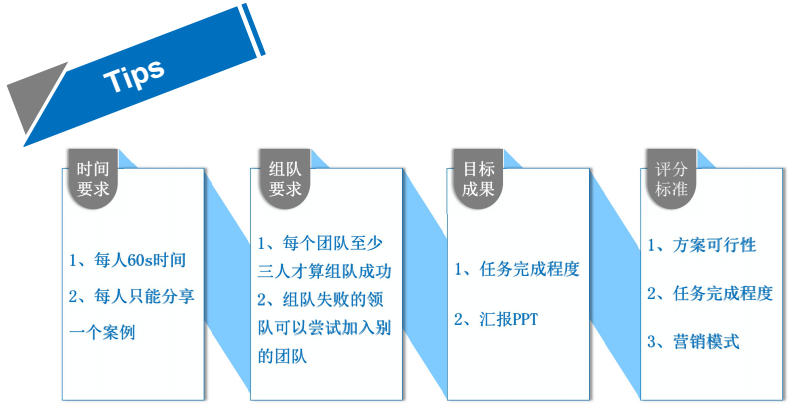 Tips
时间
要求
1、每人60s时间
2、每人只能分享
一个案例
组队
要求
1、每个团队至少
三人才算组队成功
2、组队失败的领
队可以尝试加入别
的团队
目标
成果
1、任务完成程度
2、汇报PPT
评分
标准
1、方案可行性
2、任务完成程度
3、营销模式